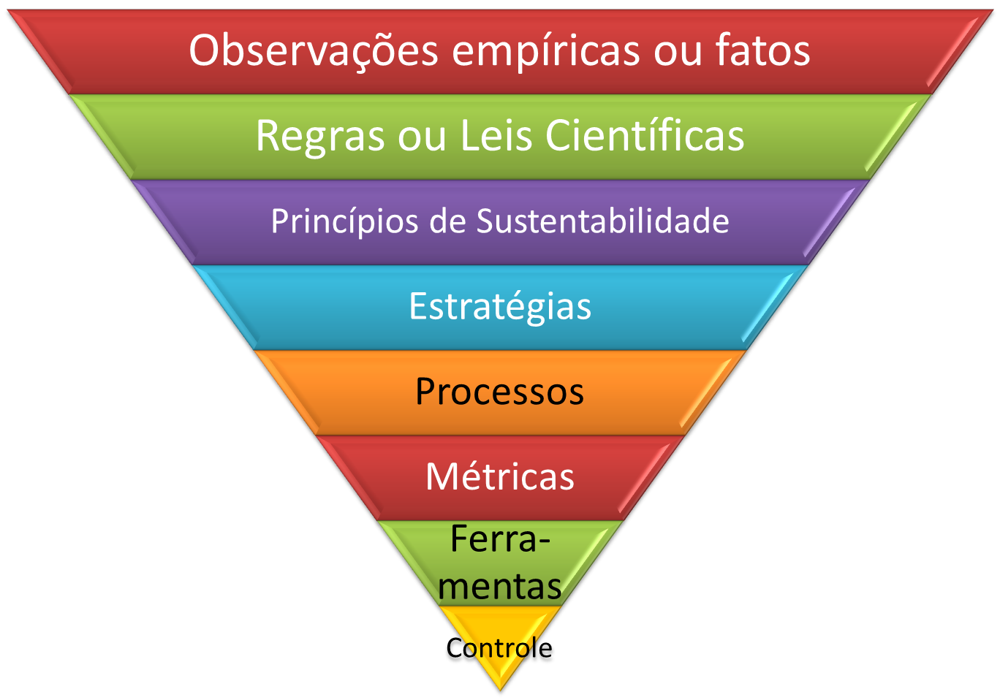 Observações empíricas ou fatos
Regras ou Leis Científicas
Princípios de Sustentabilidade
Estratégias
Processos
Métricas
Ferra-
mentas
Controle